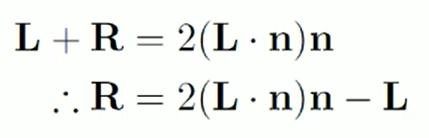 L + R = 2(L · n)n
∴ R = 2(L · n)n − L